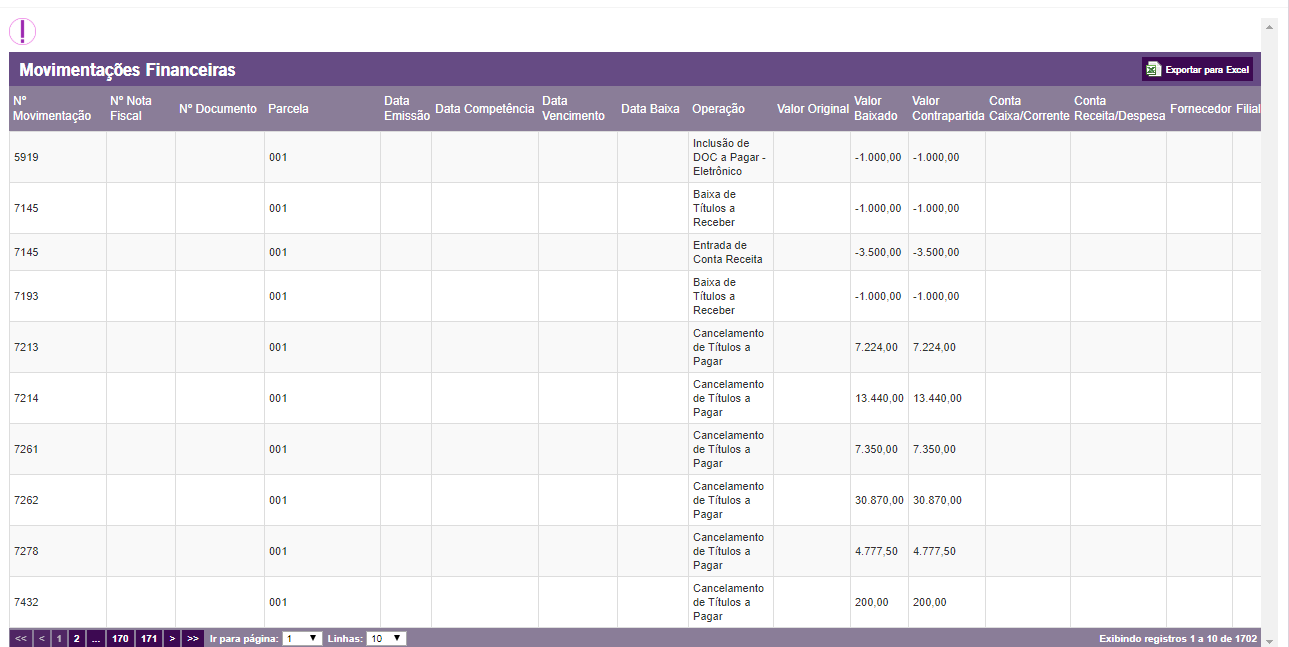 Movimentações Financeiras
Exportar para Excel
Nº Movimentação Nº Nota Fiscal Nº Documento Parcela Data Emissão Data Competência Data Vencimento Data Baixa Operação Valor Original Valor Baixado Valor Contrapartida Conta Caixa/Corrente Conta Receita/Despesa Fornecedor Filial
5919 001 Inclusão de DOC a Pagar - Eletrônico -1.000,00 -1.000,00
7145 001 Baixa de Títulos a Receber -1.000,00 -1.000,00
7145 001 Entrada de Conta Receita -3.500,00 -3.500,00
7193 001 Baixa de Títulos a Receber -1.000,00 -1.000,00
7213 001 Cancelamento de Títulos a Pagar 7.224,00 7.224,00
7214 001 Cancelamento de Títulos a Pagar 13.440,00 13.440,00
7261 001 Cancelamento de Títulos a Pagar 7.350,00 7.350,00
7262 001 Cancelamento de Títulos a Pagar 30.870,00 30.870,00
7278 001 Cancelamento de Títulos a Pagar 4.777,50 4.777,50
7432 001 Cancelamento de Títulos a Pagar 200,00 200,00
<< < 1 2 ... 170 171 > >> Ir para página: 1 Linhas: 10 Exibindo registros 1 a 10 de 1702